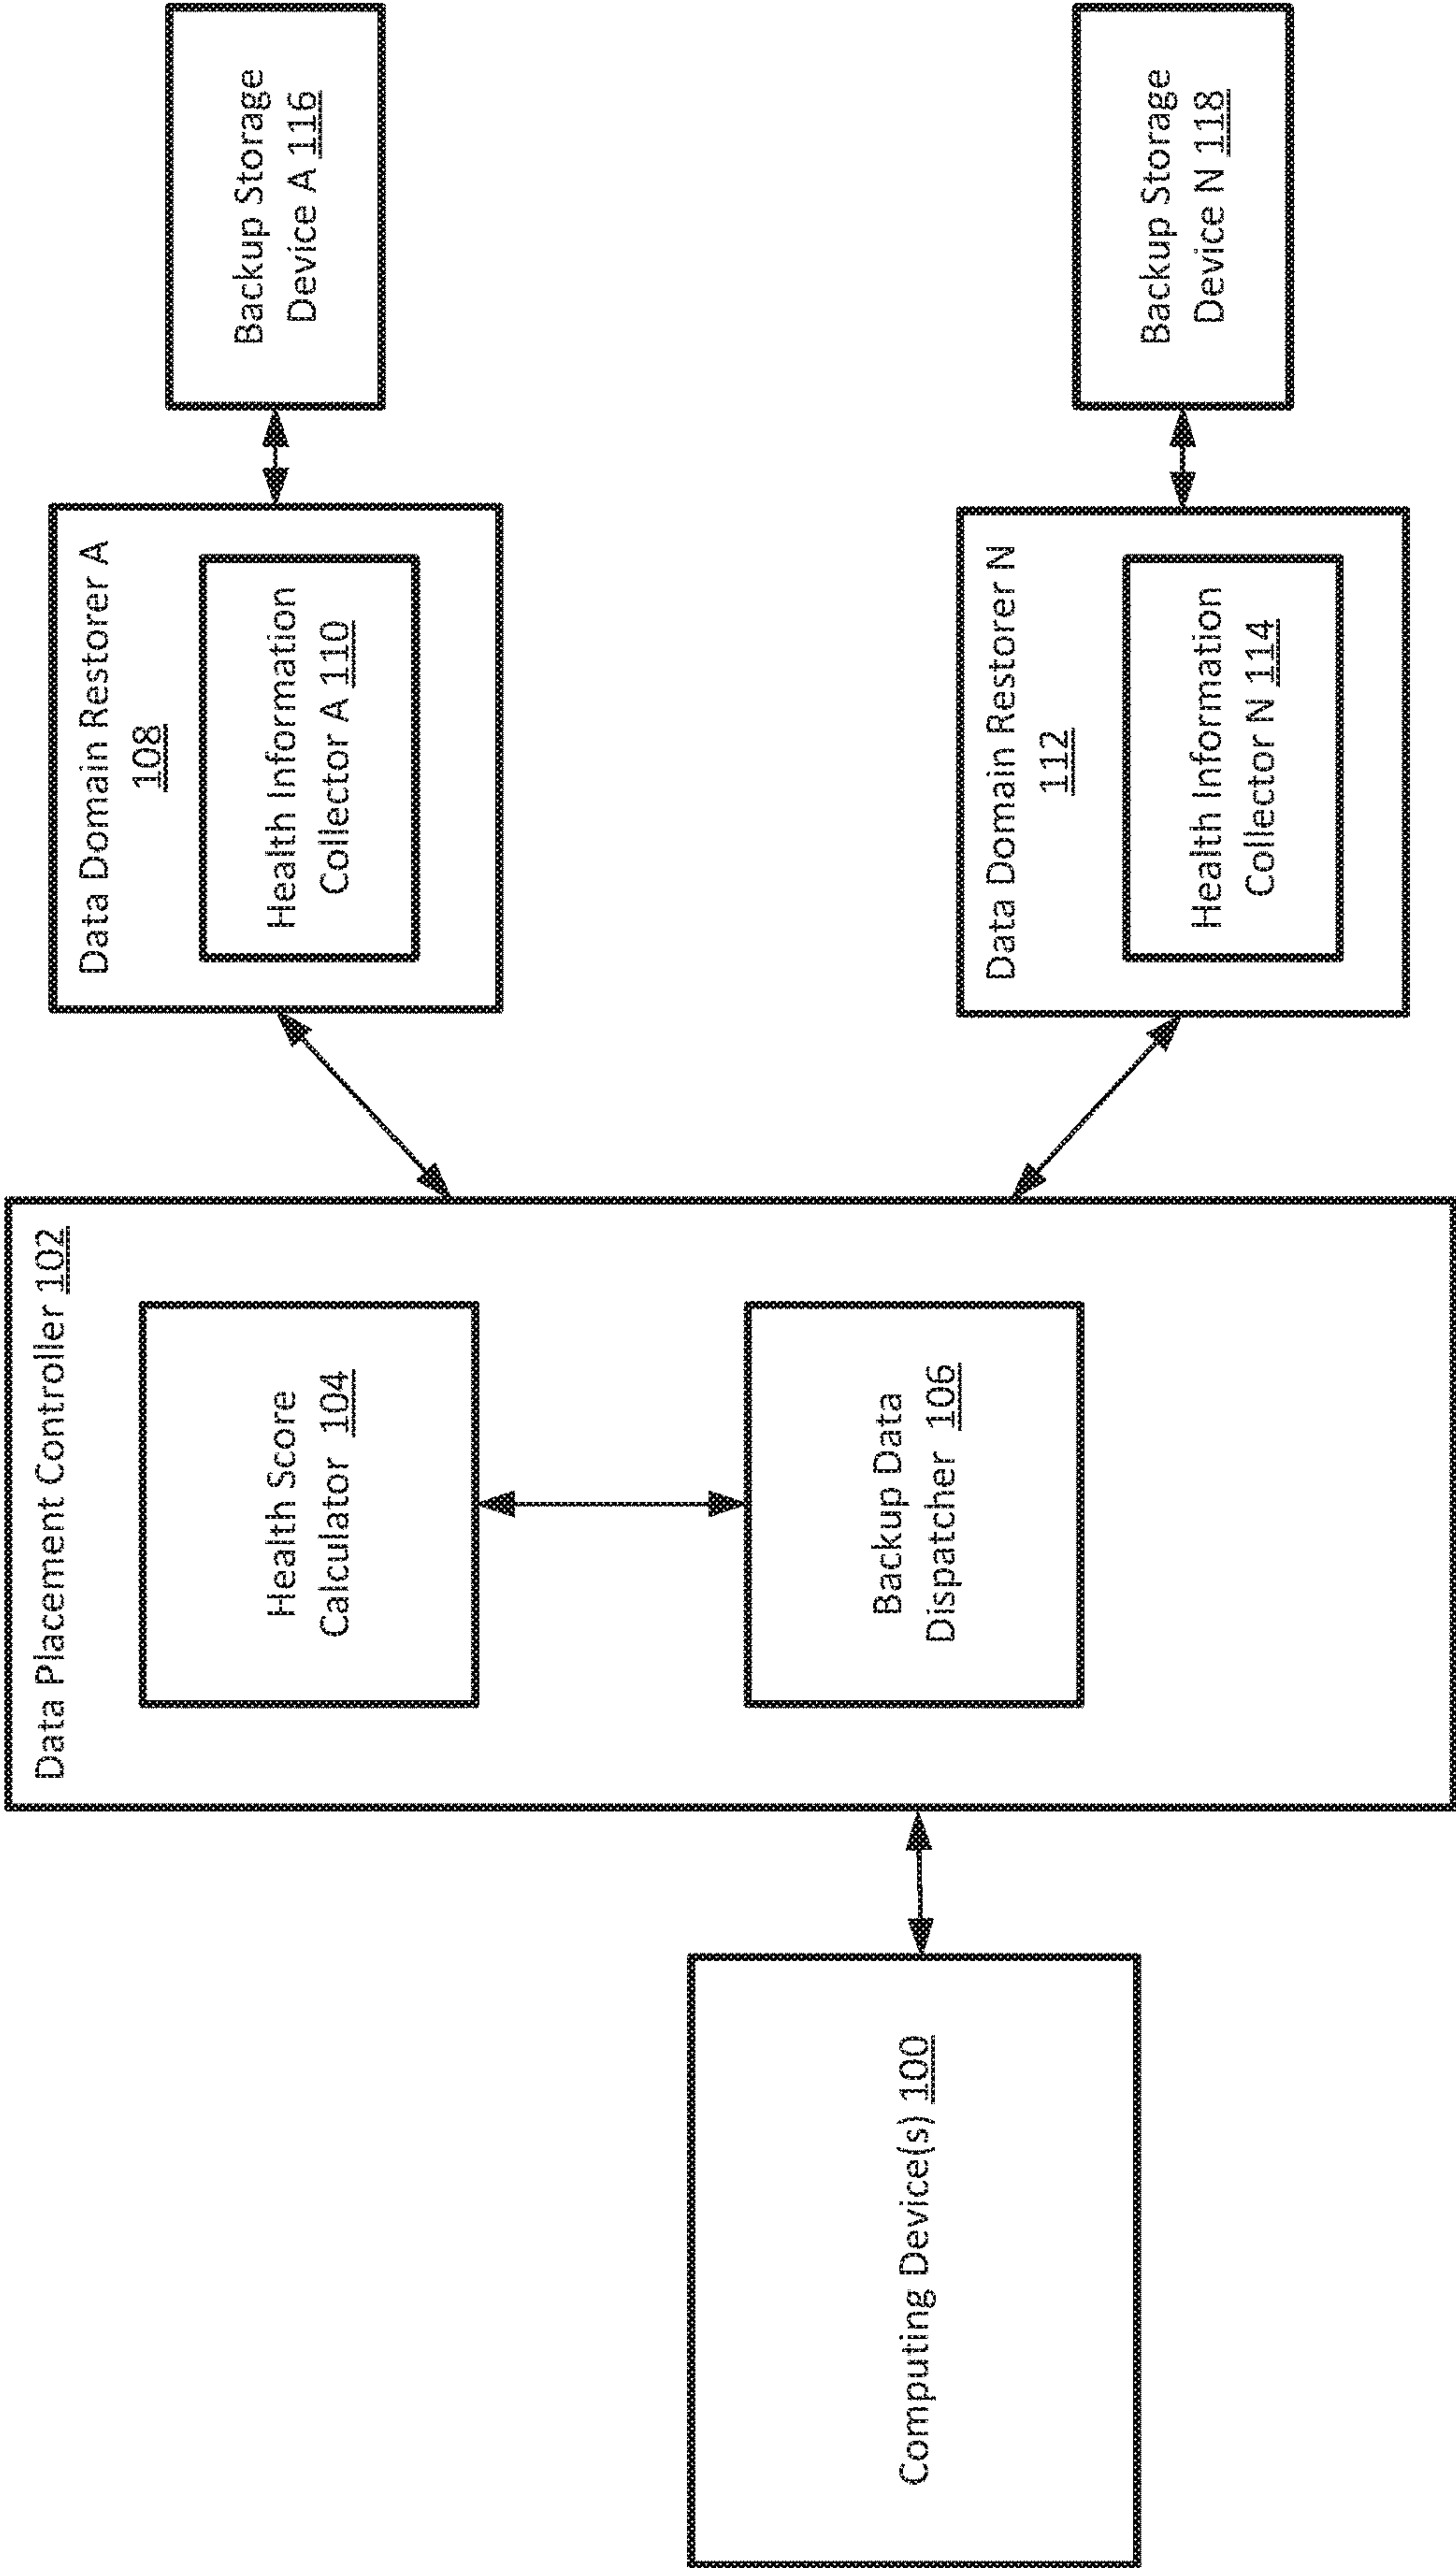 Computing Device(s) 100
Data Placement Controller 102
Health Score
Calculator 104
Backup Data
Dispatcher 106
Data Domain Restorer A
108
Health Information
Collector A 110
Backup Storage
Device A 116
Data Domain Restorer N
112
Health Information
Collector N 114
Backup Storage
Device N 118